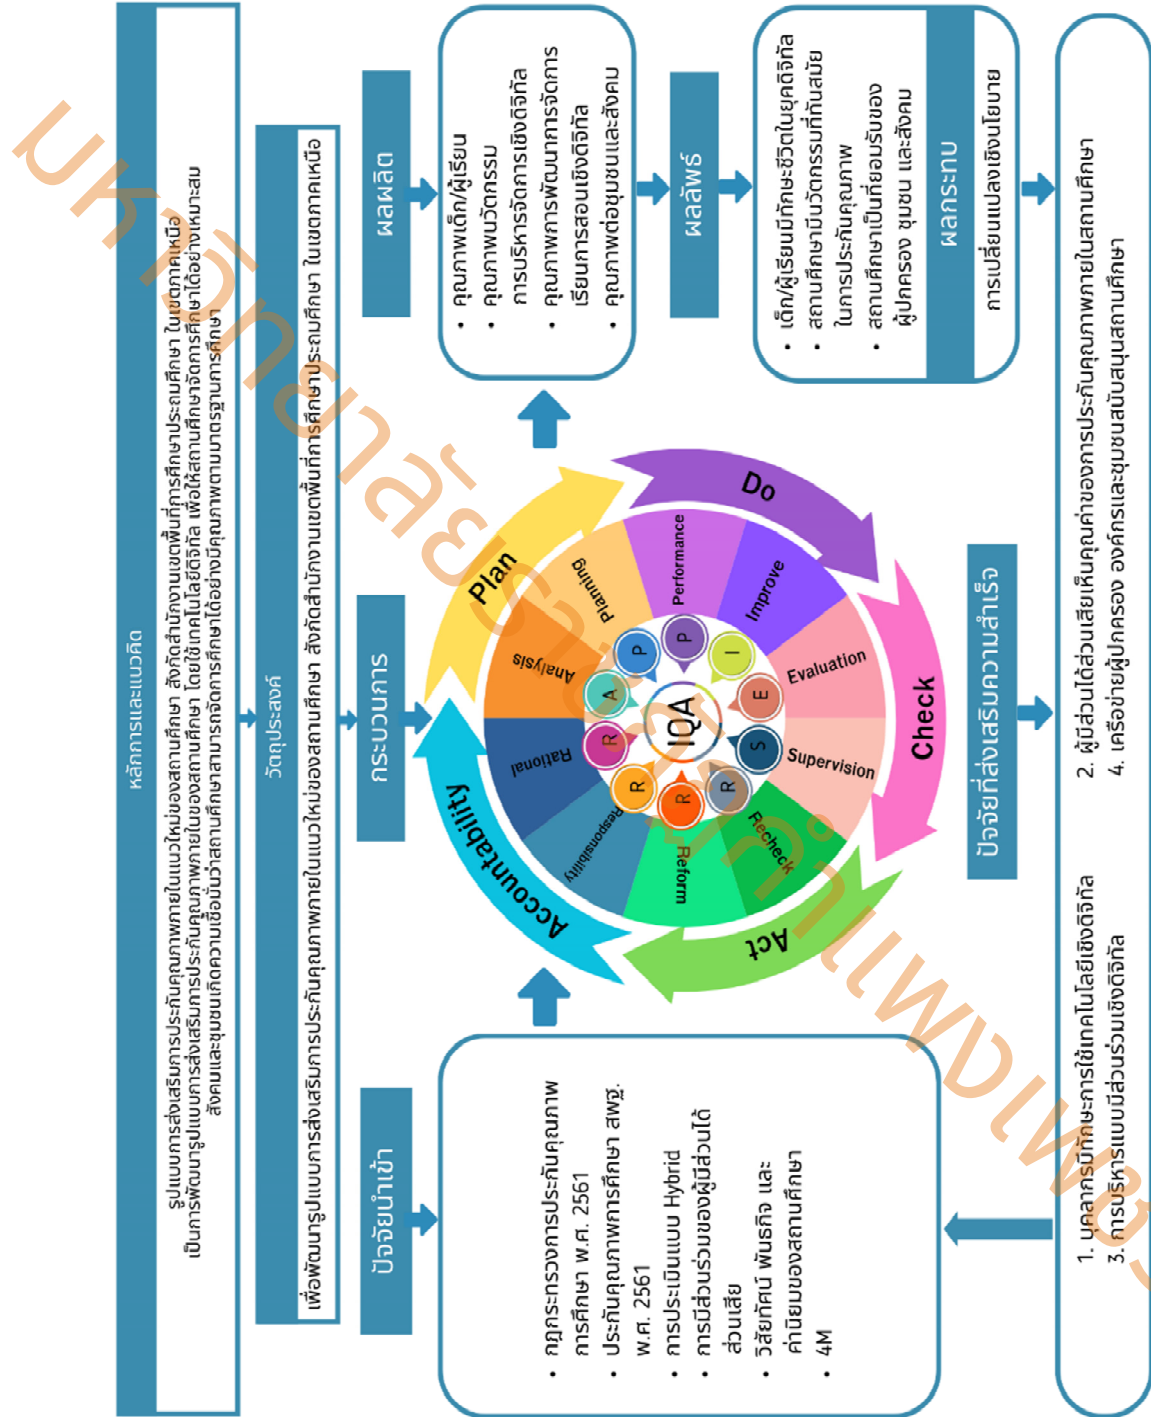 หลักการและแนวคิด
รูปแบบการส่งเสริมการประกันคุณภาพภายในแนวใหม่ของสถานศึกษา สังกัดสำนักงานเขตพื้นที่การศึกษาประถมศึกษา ในเขตภาคเหนือ
เป็นการพัฒนารูปแบบการส่งเสริมการประกันคุณภาพภายในของสถานศึกษา โดยใช้เทคโนโลยีดิจิทัล เพื่อให้สถานศึกษาจัดการศึกษาได้อย่างเหมาะสม
สังคมและชุมชนเกิดความเชื่อมั่นว่าสถานศึกษาสามารถจัดการศึกษาได้อย่างมีคุณภาพตามมาตรฐานการศึกษา
วัตถุประสงค์
เพื่อพัฒนารูปแบบการส่งเสริมการประกันคุณภาพภายในแนวใหม่ของสถานศึกษา สังกัดสำนักงานเขตพื้นที่การศึกษาประถมศึกษา ในเขตภาคเหนือ
ปัจจัยนำเข้า
• กฎกระทรวงการประกันคุณภาพ
การศึกษา พ.ศ. 2561
• ประกันคุณภาพการศึกษา สพฐ.
พ.ศ. 2561
• การประเมินแบบ Hybrid
• การมีส่วนร่วมของผู้มีส่วนได้
ส่วนเสีย
• วิสัยทัศน์ พันธกิจ และ
ค่านิยมของสถานศึกษา
• 4M
กระบวนการ
Accountability
Plan
Do
Check
Act
Rational
Analysis
Planning
Performance
Improve
Evaluation
Supervision
Recheck
Reform
Responsibility
R
A
P
P
I
E
S
R
R
R
IQA
ผลผลิต
• คุณภาพเด็ก/ผู้เรียน
• คุณภาพนวัตกรรม
การบริหารจัดการเชิงดิจิทัล
• คุณภาพการพัฒนาการจัดการ
เรียนการสอนเชิงดิจิทัล
• คุณภาพต่อชุมชนและสังคม
ผลลัพธ์
• เด็ก/ผู้เรียนมีทักษะชีวิตในยุคดิจิทัล
• สถานศึกษามีนวัตกรรมที่ทันสมัย
ในการประกันคุณภาพ
• สถานศึกษาเป็นที่ยอมรับของ
ผู้ปกครอง ชุมชน และสังคม
ผลกระทบ
การเปลี่ยนแปลงเชิงนโยบาย
ปัจจัยที่ส่งเสริมความสำเร็จ
1. บุคลากรมีทักษะการใช้เทคโนโลยีเชิงดิจิทัล
2. ผู้มีส่วนได้ส่วนเสียเห็นคุณค่าของการประกันคุณภาพภายในสถานศึกษา
3. การบริหารแบบมีส่วนร่วมเชิงดิจิทัล
4. เครือข่ายผู้ปกครอง องค์กรและชุมชนสนับสนุนสถานศึกษา
มหาวิทยาลัยราชภัฏกำแพงเพชร